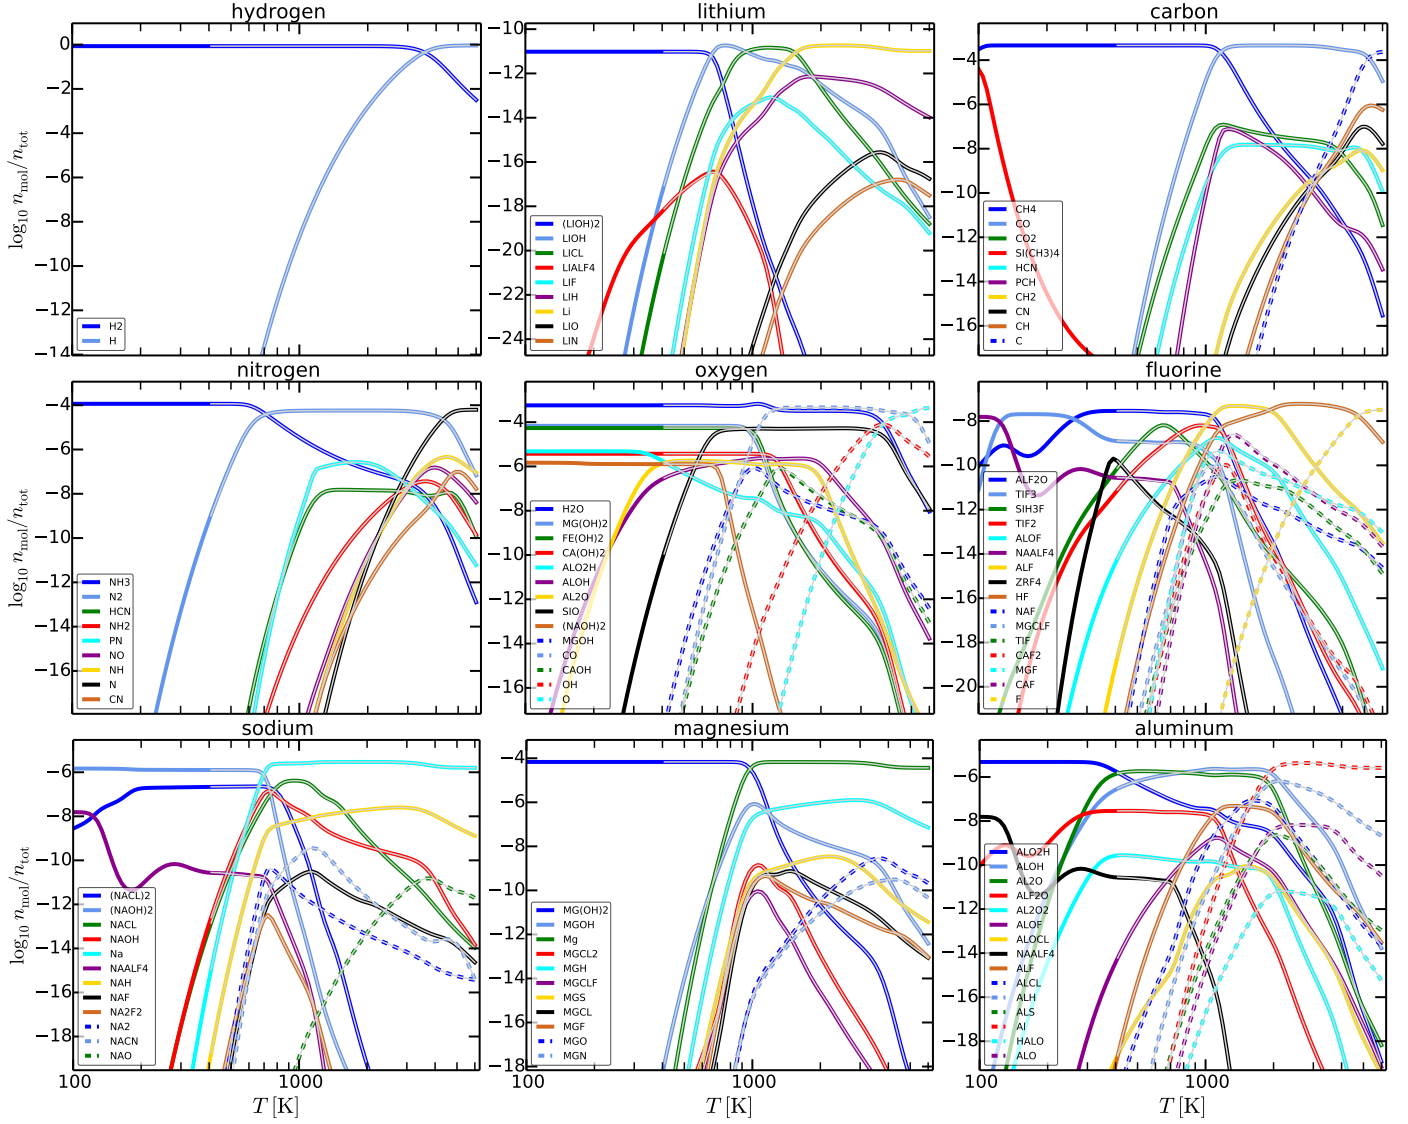 hydrogen
lithium
carbon
0
−2
−4
−6
−8
−10
−12
−14
log10 nmol/ntot
H2
H
−10
−12
−14
−16
−18
−20
−22
−24
(LIOH)2
LIOH
LICL
LIALF4
LIF
LIH
Li
LIO
LIN
−4
−6
−8
−10
−12
−14
−16
CH4
CO
CO2
SI(CH3)4
HCN
PCH
CH2
CN
CH
C
nitrogen
oxygen
fluorine
−4
−6
−8
−10
−12
−14
−16
log10 nmol/ntot
NH3
N2
HCN
NH2
PN
NO
NH
N
CN
−4
−6
−8
−10
−12
−14
−16
H2O
MG(OH)2
FE(OH)2
CA(OH)2
ALO2H
ALOH
AL2O
SIO
(NAOH)2
MGOH
CO
CAOH
OH
O
−8
−10
−12
−14
−16
−18
−20
ALF2O
TIF3
SIH3F
TIF2
ALOF
NAALF4
ALF
ZRF4
HF
NAF
MGCLF
TIF
CAF2
MGF
CAF
F
sodium
magnesium
aluminum
−6
−8
−10
−12
−14
−16
−18
log10 nmol/ntot
(NACL)2
(NAOH)2
NACL
NAOH
Na
NAALF4
NAH
NAF
NA2F2
NA2
NACN
NAO
100
1000
T [K]
−4
−6
−8
−10
−12
−14
−16
−18
MG(OH)2
MGOH
Mg
MGCL2
MGH
MGCLF
MGS
MGCL
MGF
MGO
MGN
100
1000
T [K]
−6
−8
−10
−12
−14
−16
−18
ALO2H
ALOH
AL2O
ALF2O
AL2O2
ALOF
ALOCL
NAALF4
ALF
ALCL
ALH
ALS
Al
HALO
ALO
100
1000
T [K]